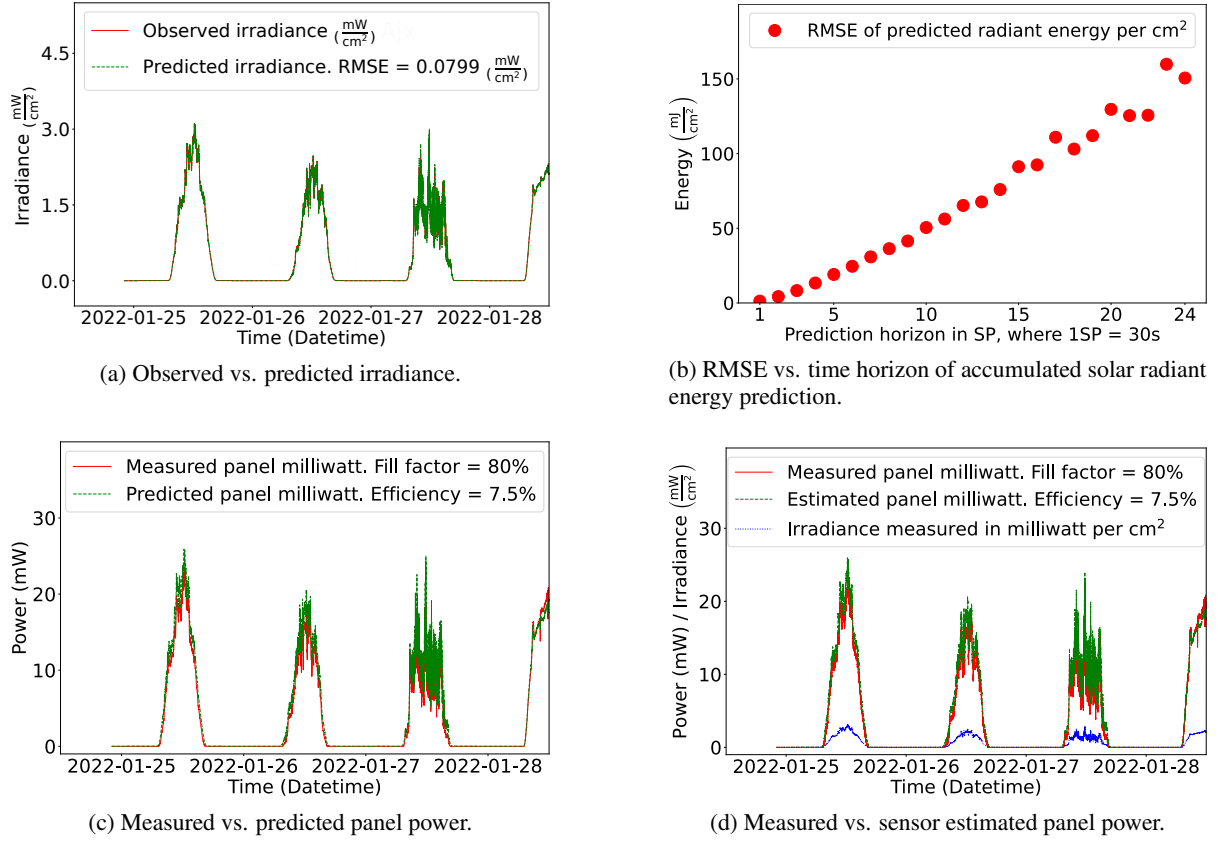 Observed irradiance (mW/cm²)
Predicted irradiance. RMSE = 0.0799 (mW/cm²)
4.5
3.0
1.5
0.0
Irradiance (mW/cm²)
2022-01-25 2022-01-26 2022-01-27 2022-01-28
Time (Datetime)
(a) Observed vs. predicted irradiance.
RMSE of predicted radiant energy per cm²
150
100
50
0
Energy (mJ/cm²)
1 5 10 15 20 24
Prediction horizon in SP, where 1SP = 30s
(b) RMSE vs. time horizon of accumulated solar radiant
energy prediction.
Measured panel milliwatt. Fill factor = 80%
Predicted panel milliwatt. Efficiency = 7.5%
30
20
10
0
Power (mW)
2022-01-25 2022-01-26 2022-01-27 2022-01-28
Time (Datetime)
(c) Measured vs. predicted panel power.
Measured panel milliwatt. Fill factor = 80%
Estimated panel milliwatt. Efficiency = 7.5%
Irradiance measured in milliwatt per cm²
30
20
10
0
Power (mW) / Irradiance (mW/cm²)
2022-01-25 2022-01-26 2022-01-27 2022-01-28
Time (Datetime)
(d) Measured vs. sensor estimated panel power.